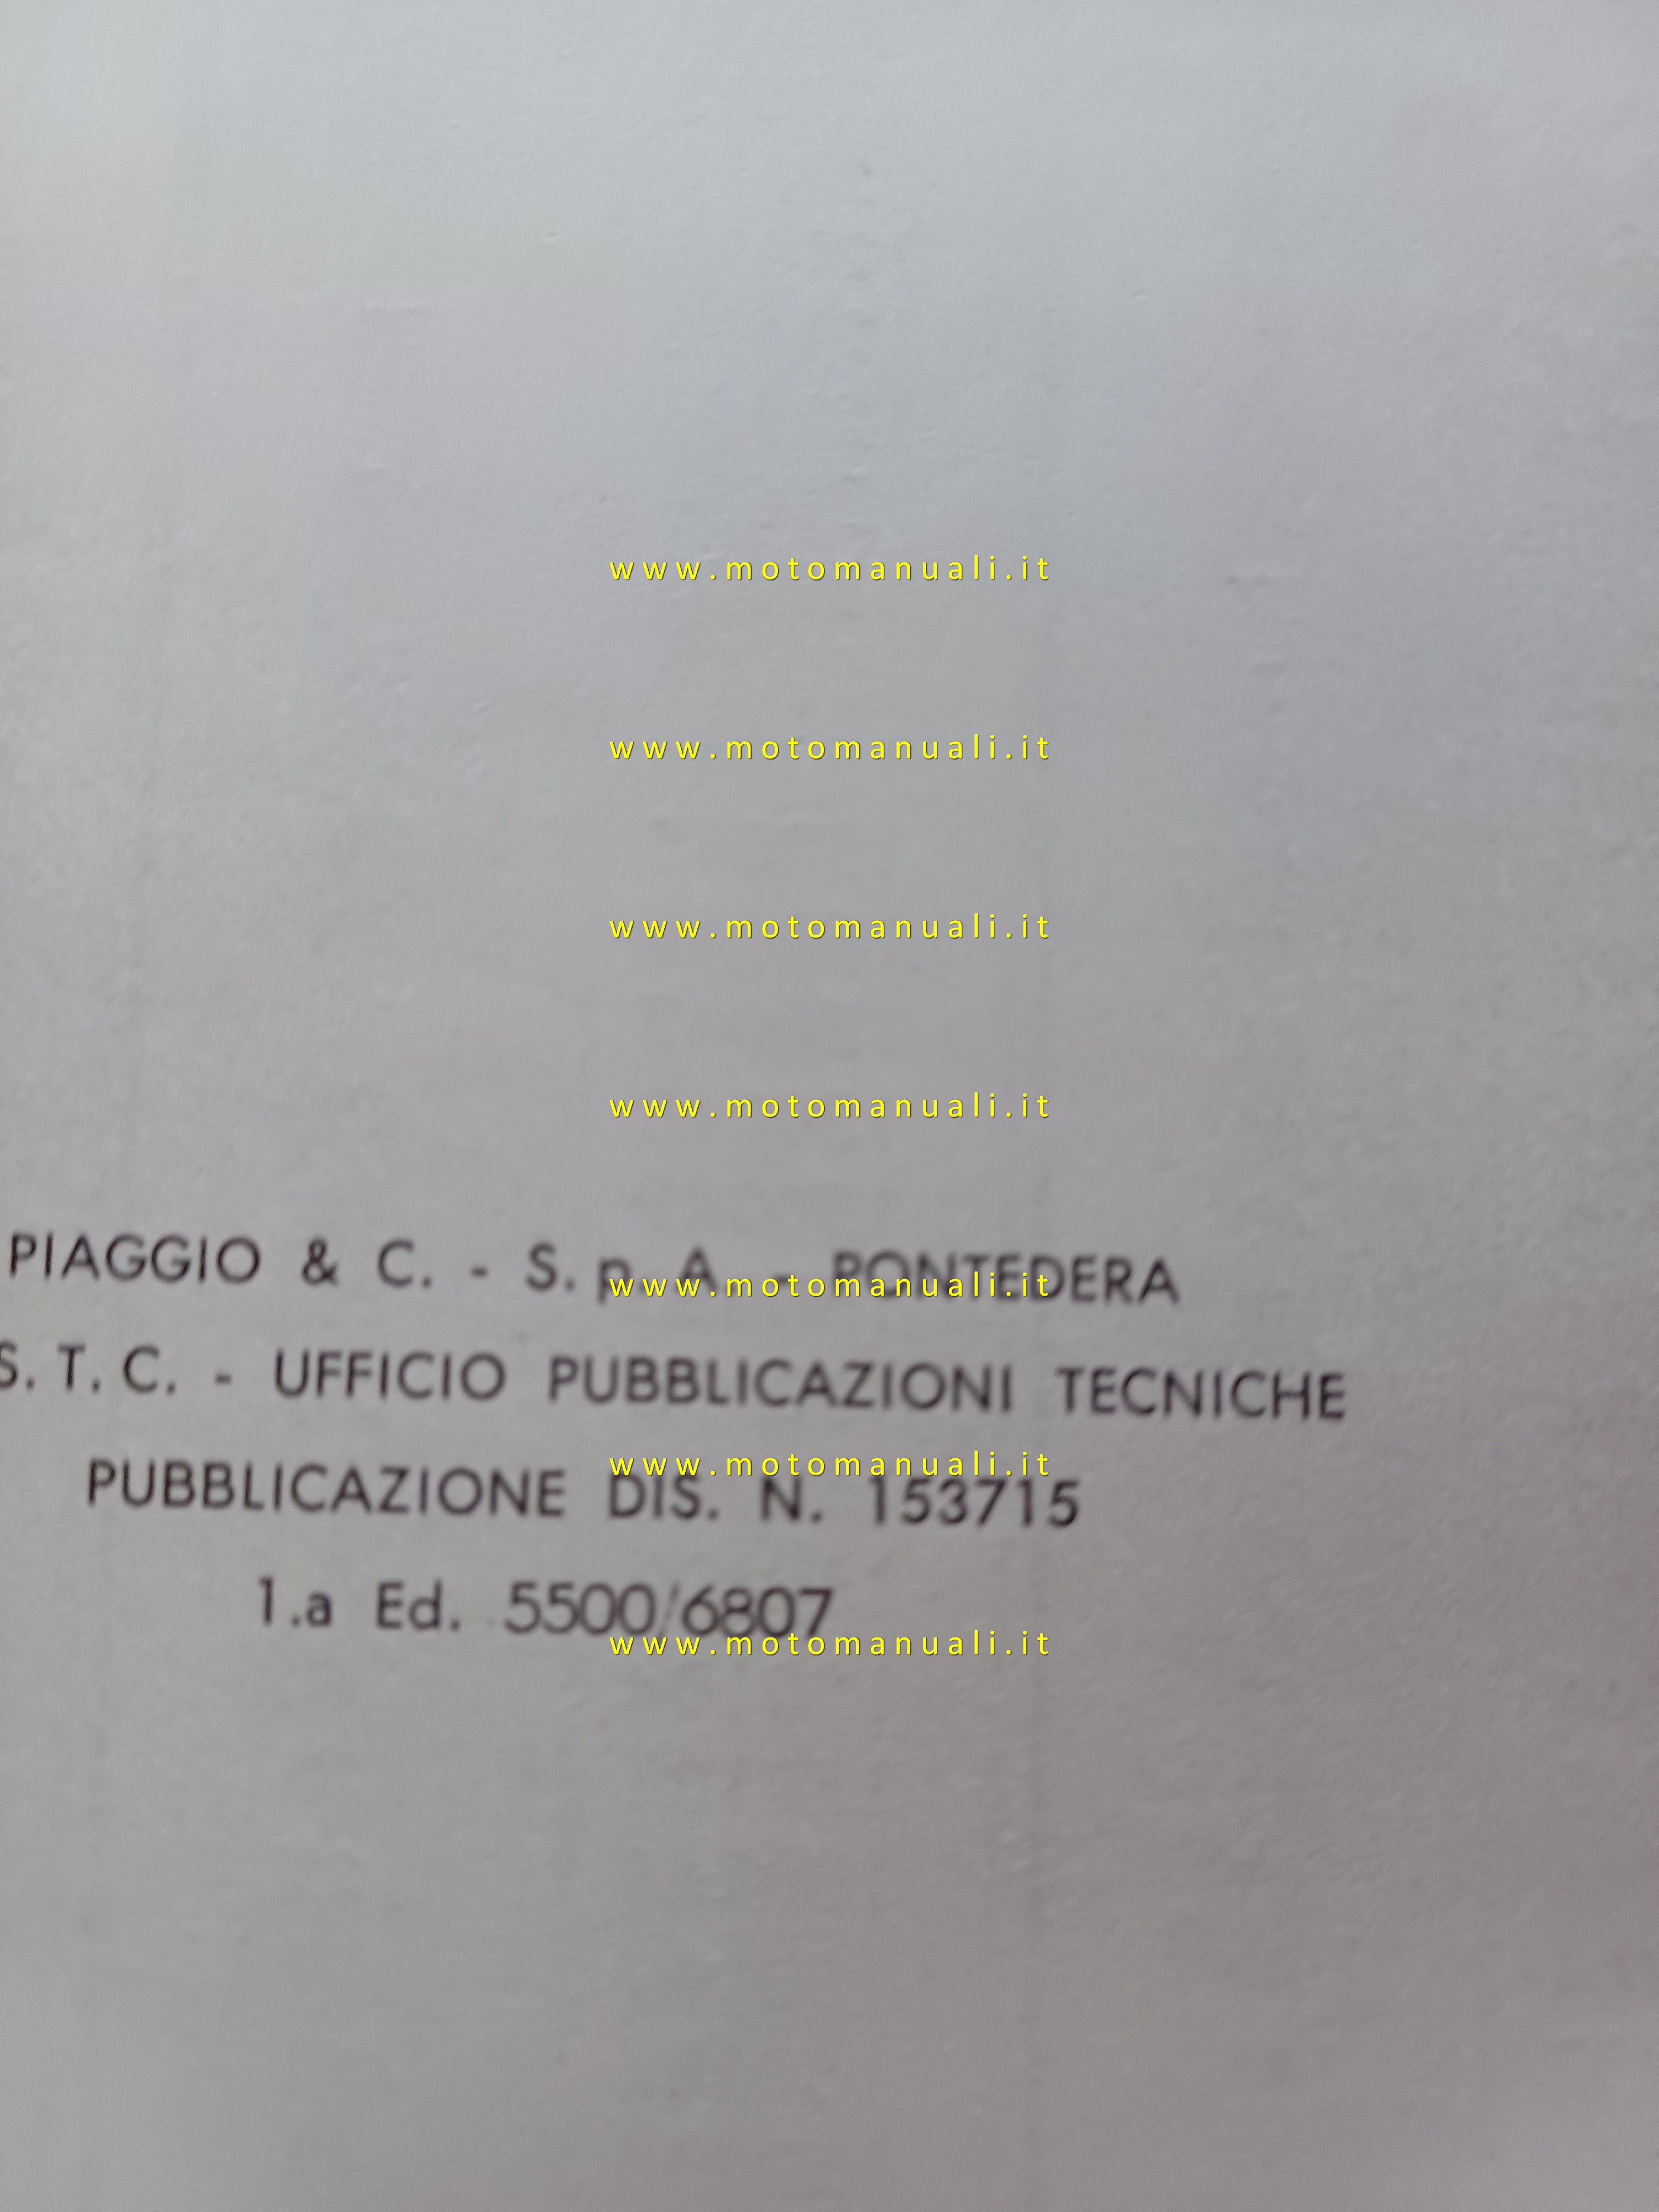 www.motomanuali.it
www.motomanuali.it
www.motomanuali.it
www.motomanuali.it
PIAGGIO & C. - S. p. A. - PONTEDERA
www.motomanuali.it
S. T. C. - UFFICIO PUBBLICAZIONI TECNICHE
www.motomanuali.it
PUBBLICAZIONE DIS. N. 153715
1.a Ed. 5500/6807
www.motomanuali.it